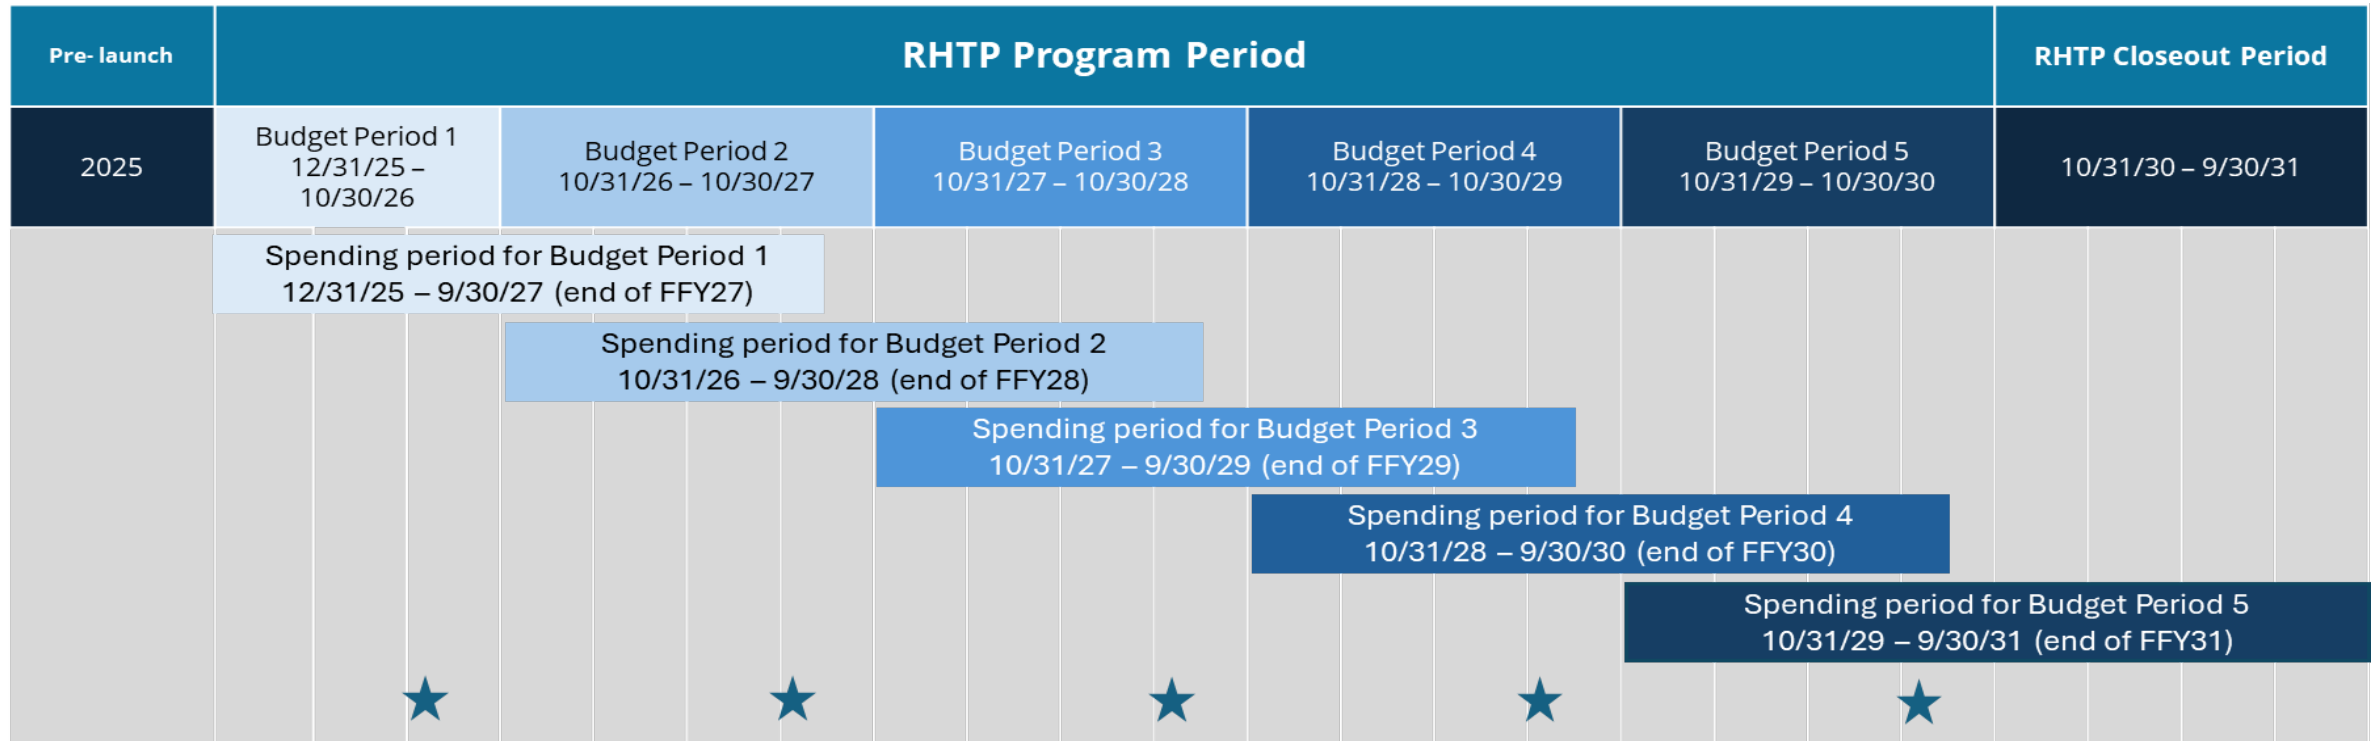 Pre- launch
RHTP Program Period
RHTP Closeout Period
2025
Budget Period 1
12/31/25 –
10/30/26
Budget Period 2
10/31/26 – 10/30/27
Budget Period 3
10/31/27 – 10/30/28
Budget Period 4
10/31/28 – 10/30/29
Budget Period 5
10/31/29 – 10/30/30
10/31/30 – 9/30/31
Spending period for Budget Period 1
12/31/25 – 9/30/27 (end of FFY27)
Spending period for Budget Period 2
10/31/26 – 9/30/28 (end of FFY28)
Spending period for Budget Period 3
10/31/27 – 9/30/29 (end of FFY29)
Spending period for Budget Period 4
10/31/28 – 9/30/30 (end of FFY30)
Spending period for Budget Period 5
10/31/29 – 9/30/31 (end of FFY31)